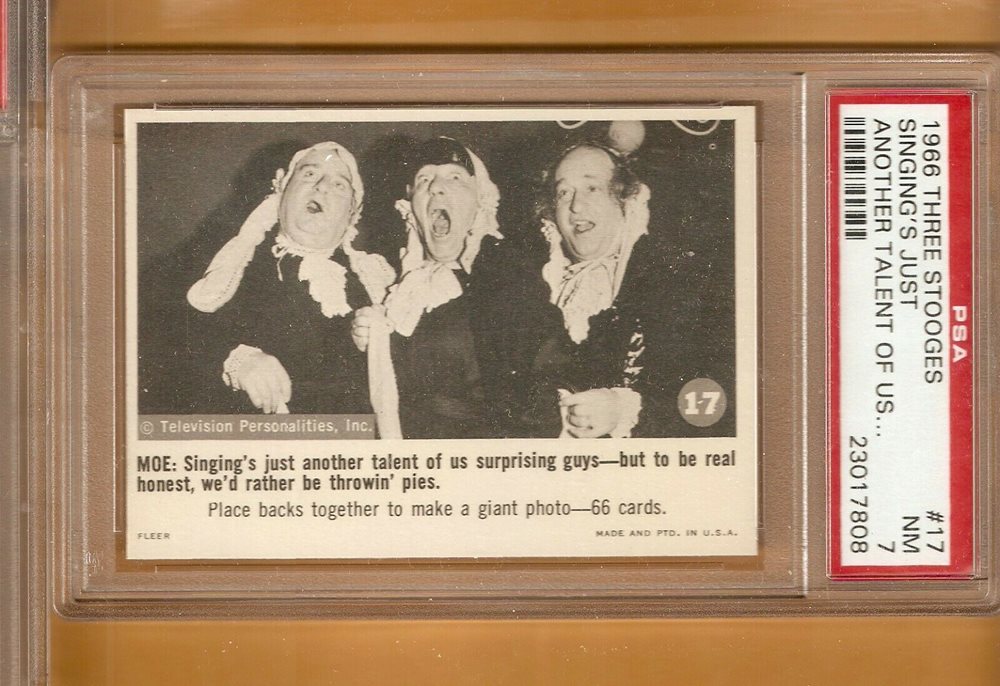 © Television Personalities, Inc.
17
MOE: Singing's just another talent of us surprising guys—but to be real
honest, we'd rather be throwin' pies.
Place backs together to make a giant photo—66 cards.
FLEER MADE AND PTD. IN U.S.A.
PSA
1966 THREE STOOGES #17
SINGING'S JUST NM
ANOTHER TALENT OF US... 7
23017808